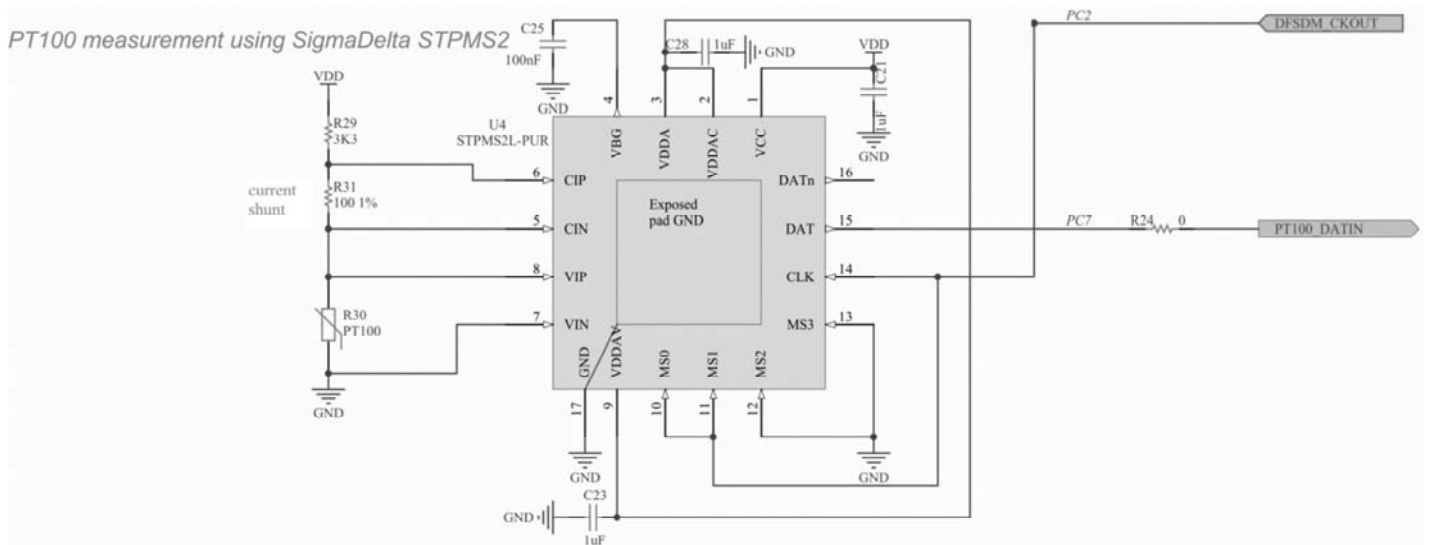 PT100 measurement using SigmaDelta STPMS2
C25
100nF
GND
C28
1uF
GND
VDD
C21
1uF
GND
PC2
DFSDM_CKOUT
VDD
R29
3K3
U4
STPMS2L-PUR
4
3
2
1
VBG
VDDA
VDDAC
VCC
current
shunt
R31
100 1%
6
CIP
5
CIN
8
VIP
7
VIN
Exposed
pad GND
DATn
16
DAT
15
PC7
R24
0
PT100_DATIN
CLK
14
MS3
13
R30
PT100
GND
GND
VDDAV
MS0
MS1
MS2
17
9
10
11
12
GND
GND
C23
GND
1uF